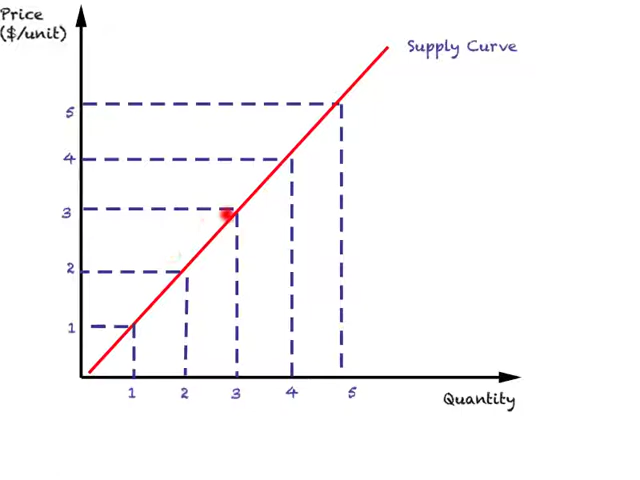 Price
($/unit)
Supply Curve
5
4
3
2
1
1 2 3 4 5
Quantity